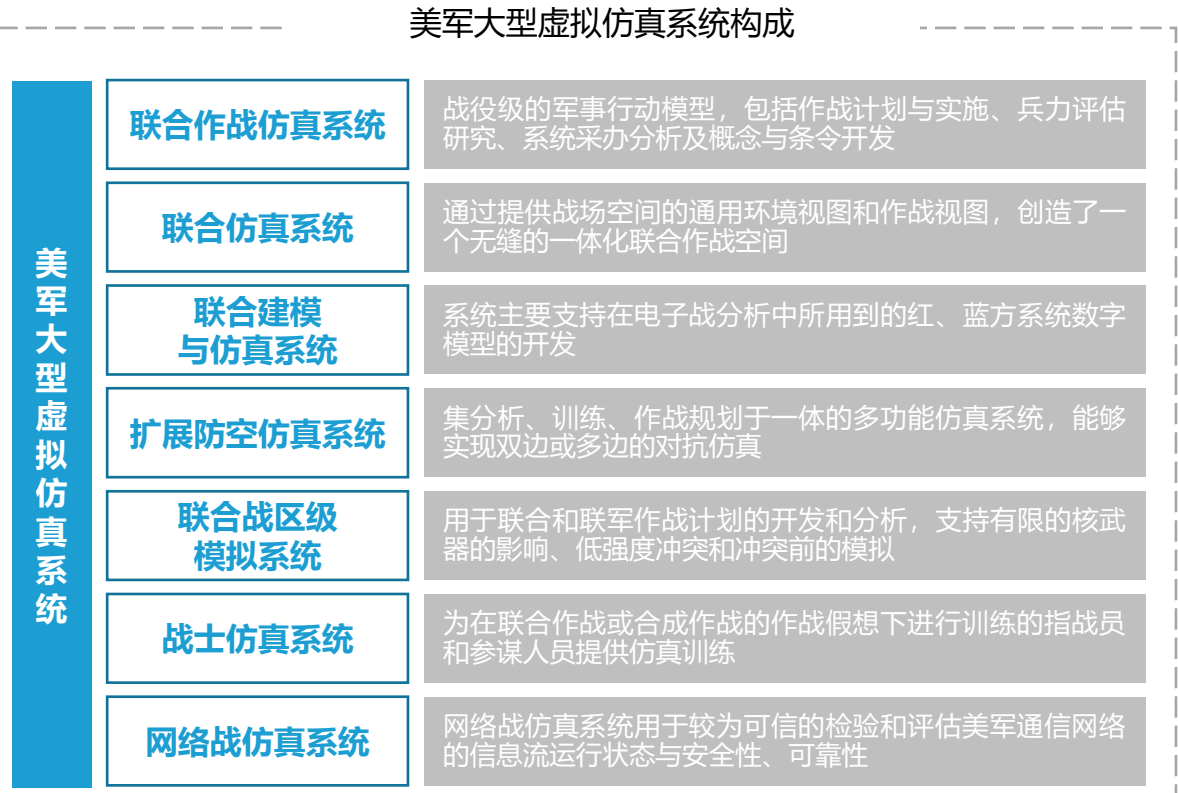 美军大型虚拟仿真系统构成
美军大型虚拟仿真系统
联合作战仿真系统
战役级的军事行动模型，包括作战计划与实施、兵力评估
研究、系统采办分析及概念与条令开发
联合仿真系统
通过提供战场空间的通用环境视图和作战视图，创造了一
个无缝的一体化联合作战空间
联合建模
与仿真系统
系统主要支持在电子战分析中所用到的红、蓝方系统数字
模型的开发
扩展防空仿真系统
集分析、训练、作战规划于一体的多功能仿真系统，能够
实现双边或多边的对抗仿真
联合战区级
模拟系统
用于联合和联军作战计划的开发和分析，支持有限的核武
器的影响、低强度冲突和冲突前的模拟
战士仿真系统
为在联合作战或合成作战的作战假想下进行训练的指战员
和参谋人员提供仿真训练
网络战仿真系统
网络战仿真系统用于较为可信的检验和评估美军通信网络
的信息流运行状态与安全性、可靠性